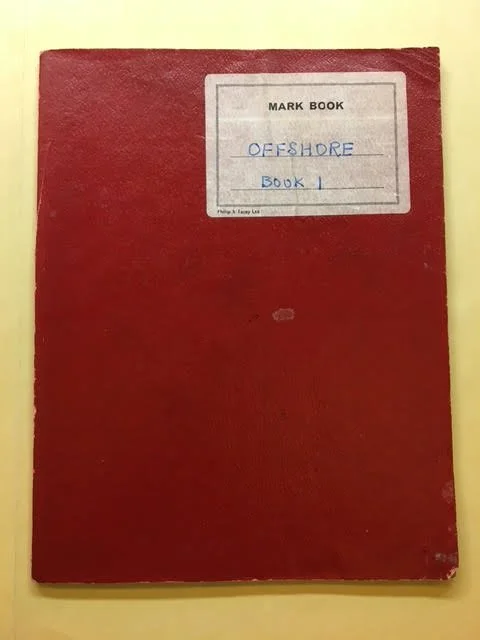 MARK BOOK
OFFSHORE
BOOK 1
Philip & Tacey Ltd